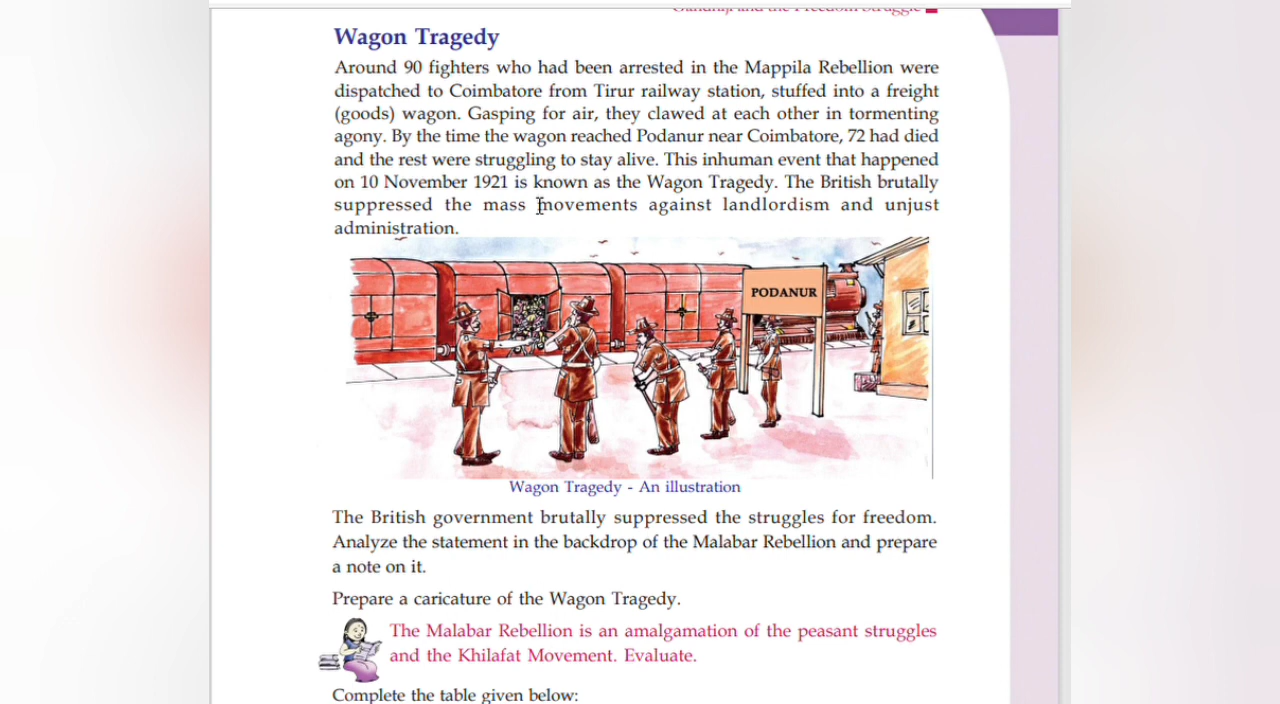 Gandhiji and the Freedom Struggle
Wagon Tragedy
Around 90 fighters who had been arrested in the Mappila Rebellion were
dispatched to Coimbatore from Tirur railway station, stuffed into a freight
(goods) wagon. Gasping for air, they clawed at each other in tormenting
agony. By the time the wagon reached Podanur near Coimbatore, 72 had died
and the rest were struggling to stay alive. This inhuman event that happened
on 10 November 1921 is known as the Wagon Tragedy. The British brutally
suppressed the mass movements against landlordism and unjust
administration.
PODANUR
Wagon Tragedy - An illustration
The British government brutally suppressed the struggles for freedom.
Analyze the statement in the backdrop of the Malabar Rebellion and prepare
a note on it.
Prepare a caricature of the Wagon Tragedy.
The Malabar Rebellion is an amalgamation of the peasant struggles
and the Khilafat Movement. Evaluate.
Complete the table given below: